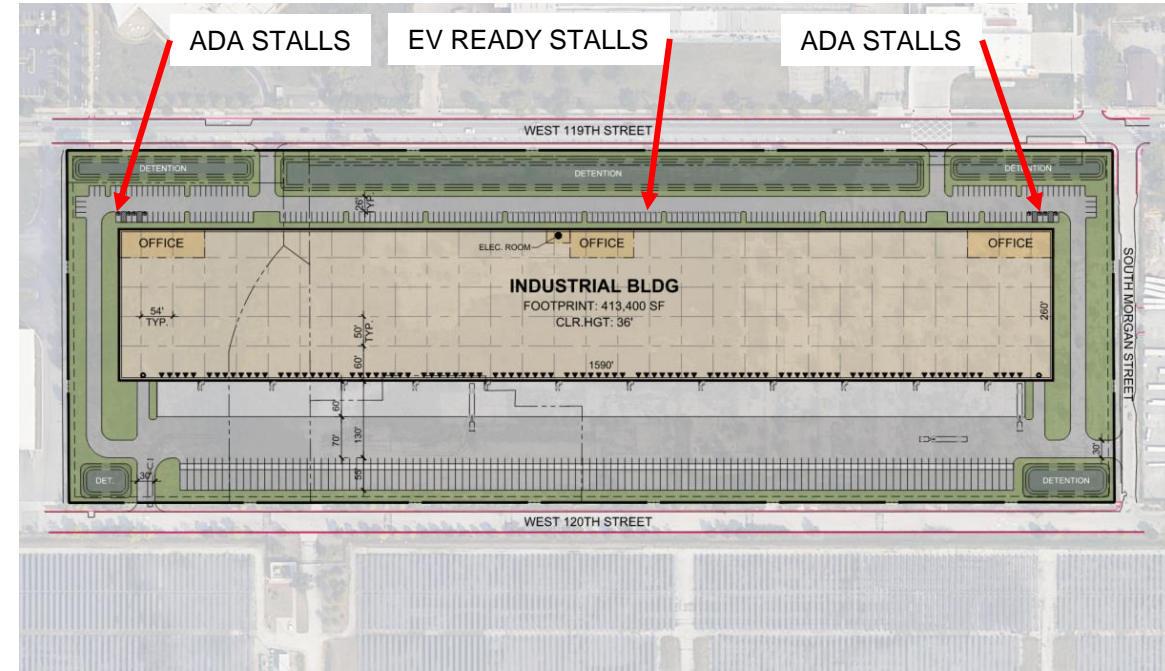 ADA STALLS
EV READY STALLS
ADA STALLS
WEST 119TH STREET
DETENTION
DETENTION
DETENTION
26'
TYP.
OFFICE
ELEC. ROOM
OFFICE
OFFICE
INDUSTRIAL BLDG
FOOTPRINT: 413,400 SF
CLR.HGT: 36'
54'
TYP.
50'
TYP.
60'
1590'
260'
SOUTH MORGAN STREET
60'
70'
130'
55'
30'
30'
DET.
DETENTION
WEST 120TH STREET